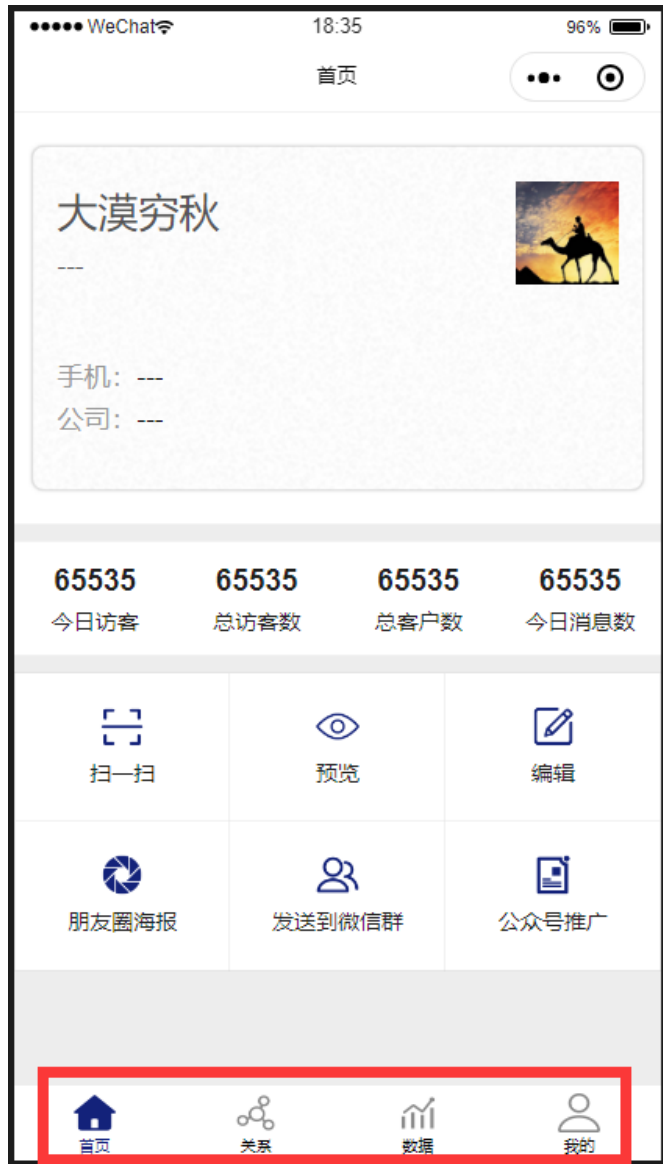 ●●●●● WeChat 18:35 96%
首页
大漠穷秋
---
手机：---
公司：---
65535 65535 65535 65535
今日访客 总访客数 总客户数 今日消息数
扫一扫 预览 编辑
朋友圈海报 发送到微信群 公众号推广
首页 关系 数据 我的